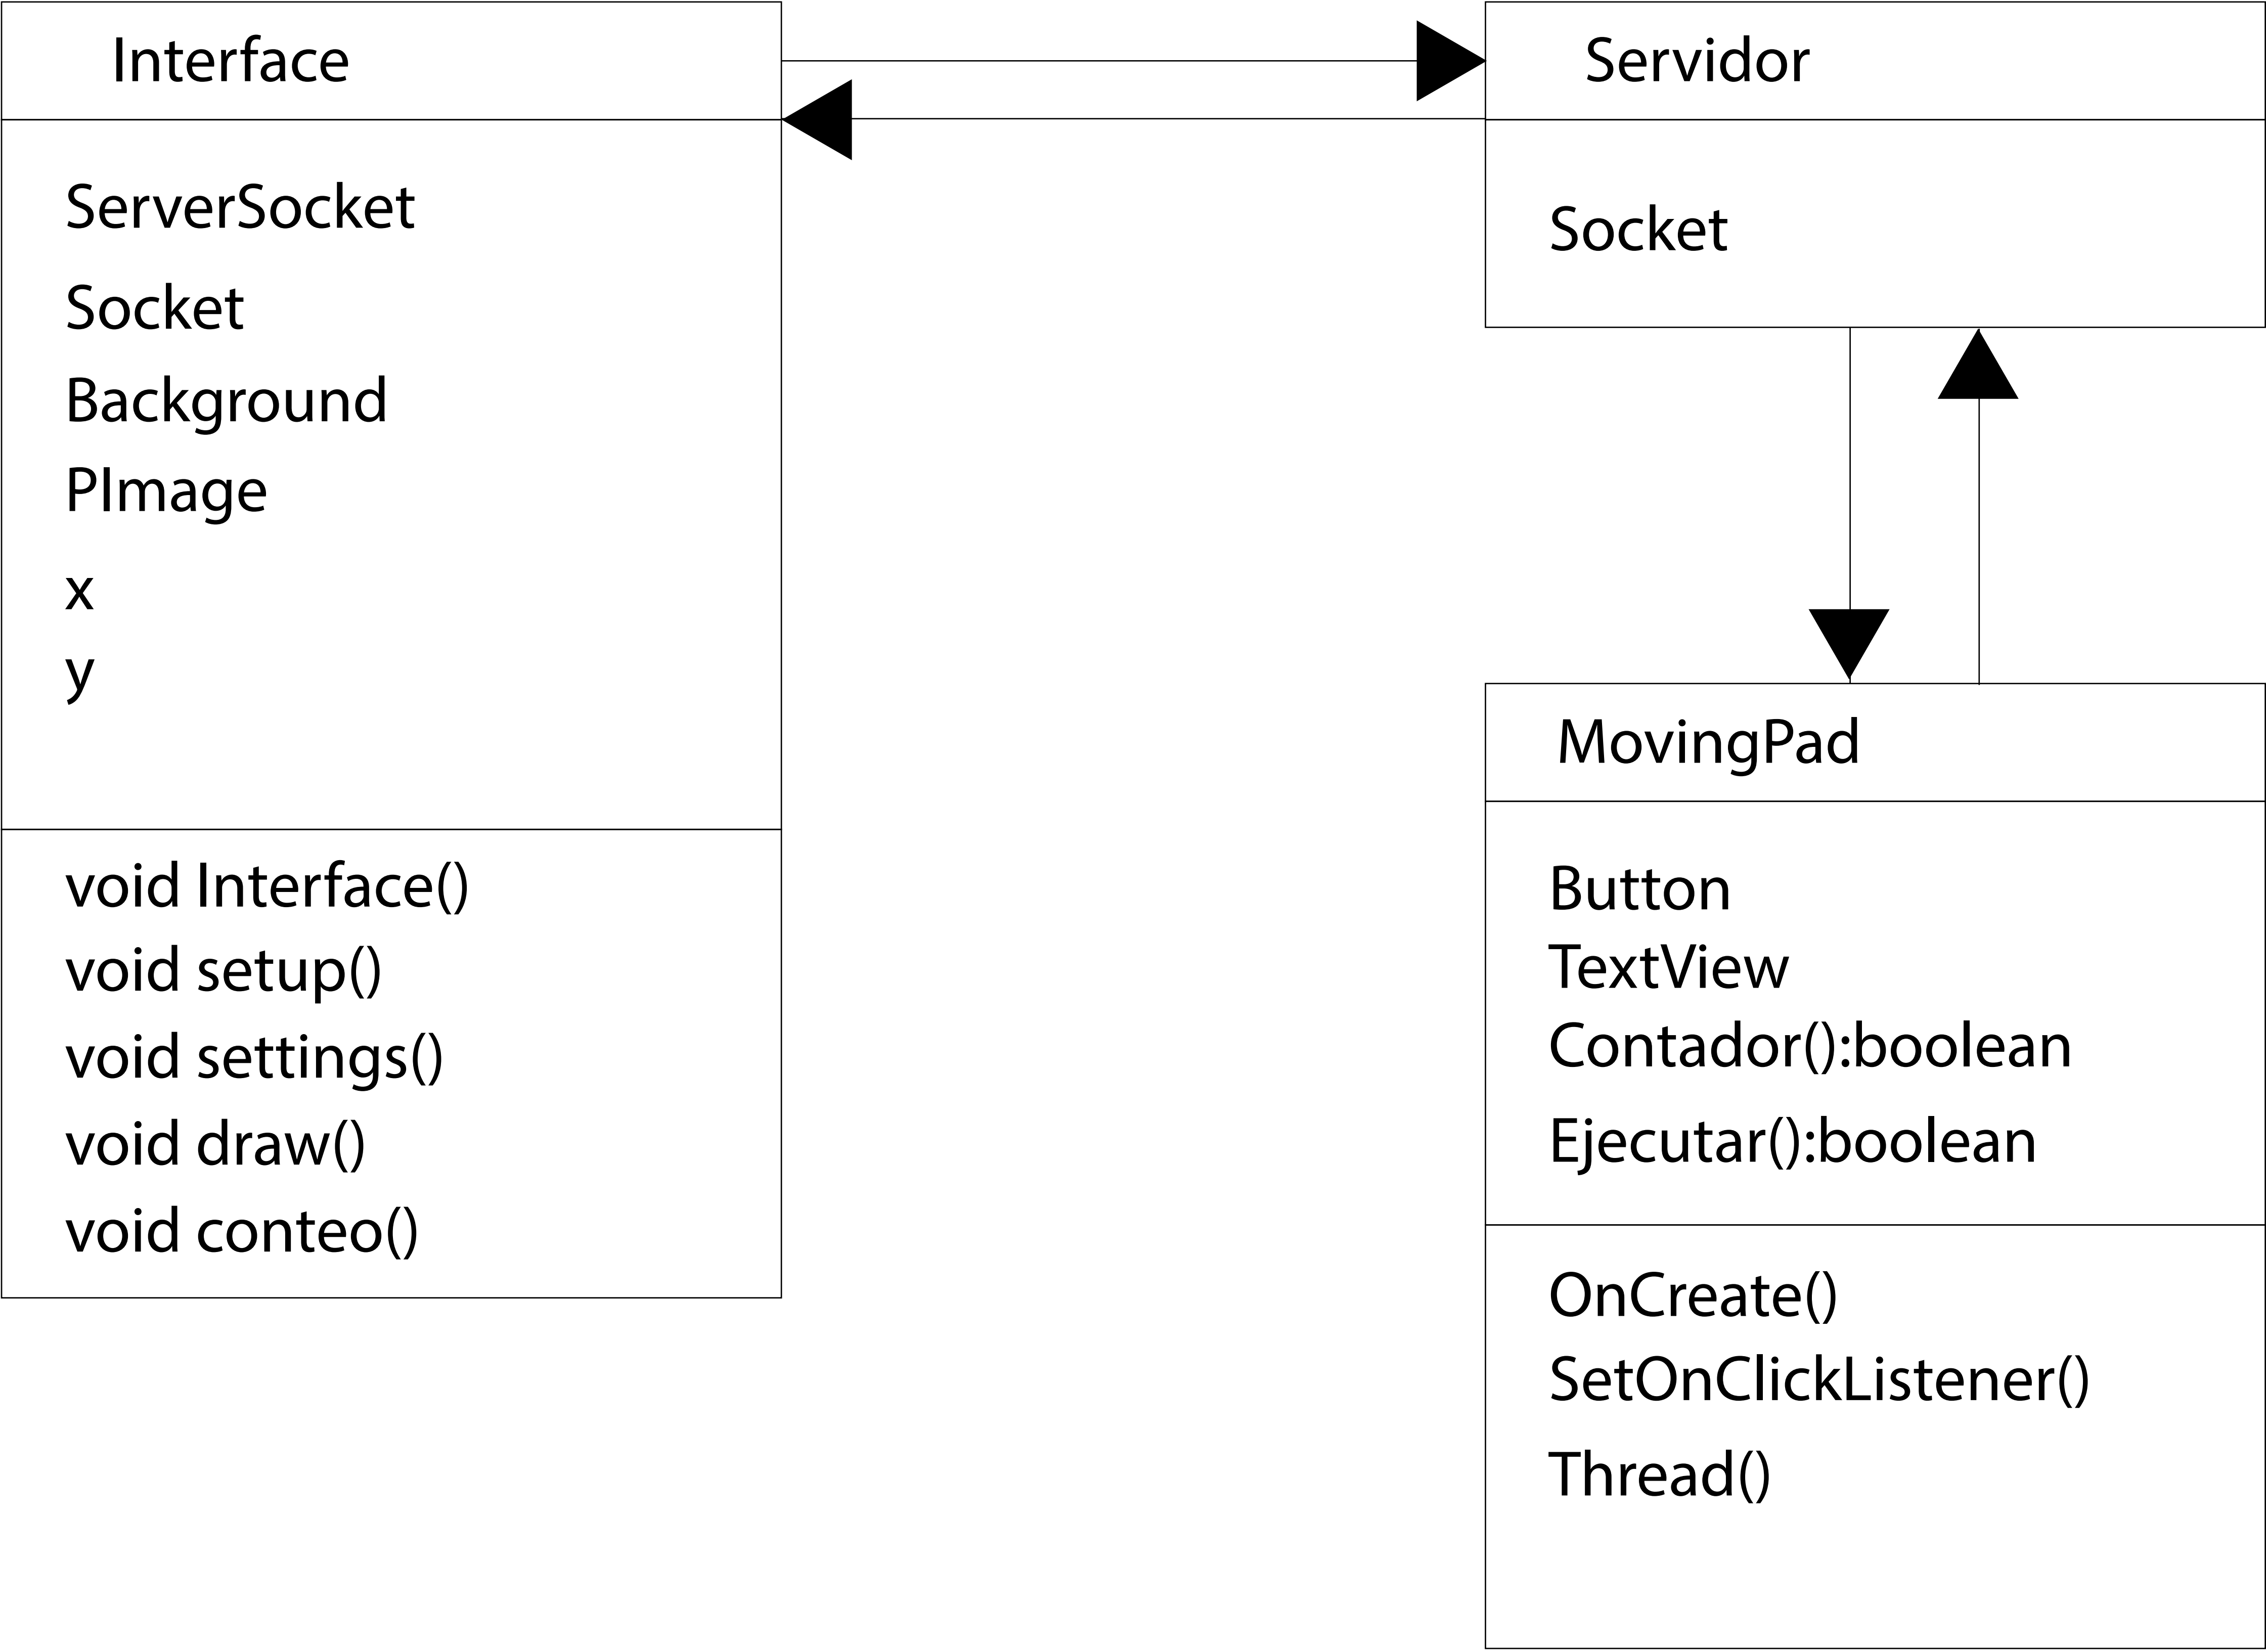 Interface
ServerSocket
Socket
Background
PImage
x
y
void Interface()
void setup()
void settings()
void draw()
void conteo()
Servidor
Socket
MovingPad
Button
TextView
Contador():boolean
Ejecutar():boolean
OnCreate()
SetOnClickListener()
Thread()